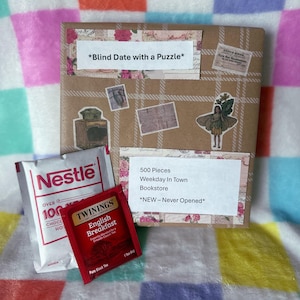 *Blind Date with a Puzzle*
500 Pieces
Weekday In Town
Bookstore
*NEW – Never Opened*
Nestlé
TWININGS
English
Breakfast